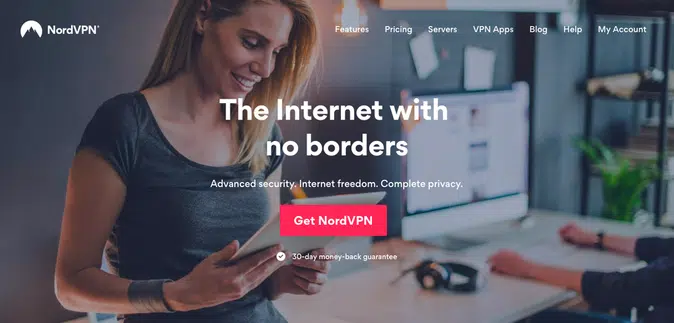 NordVPN®
Features Pricing Servers VPN Apps Blog Help My Account
The Internet with
no borders
Advanced security. Internet freedom. Complete privacy.
Get NordVPN
30-day money-back guarantee